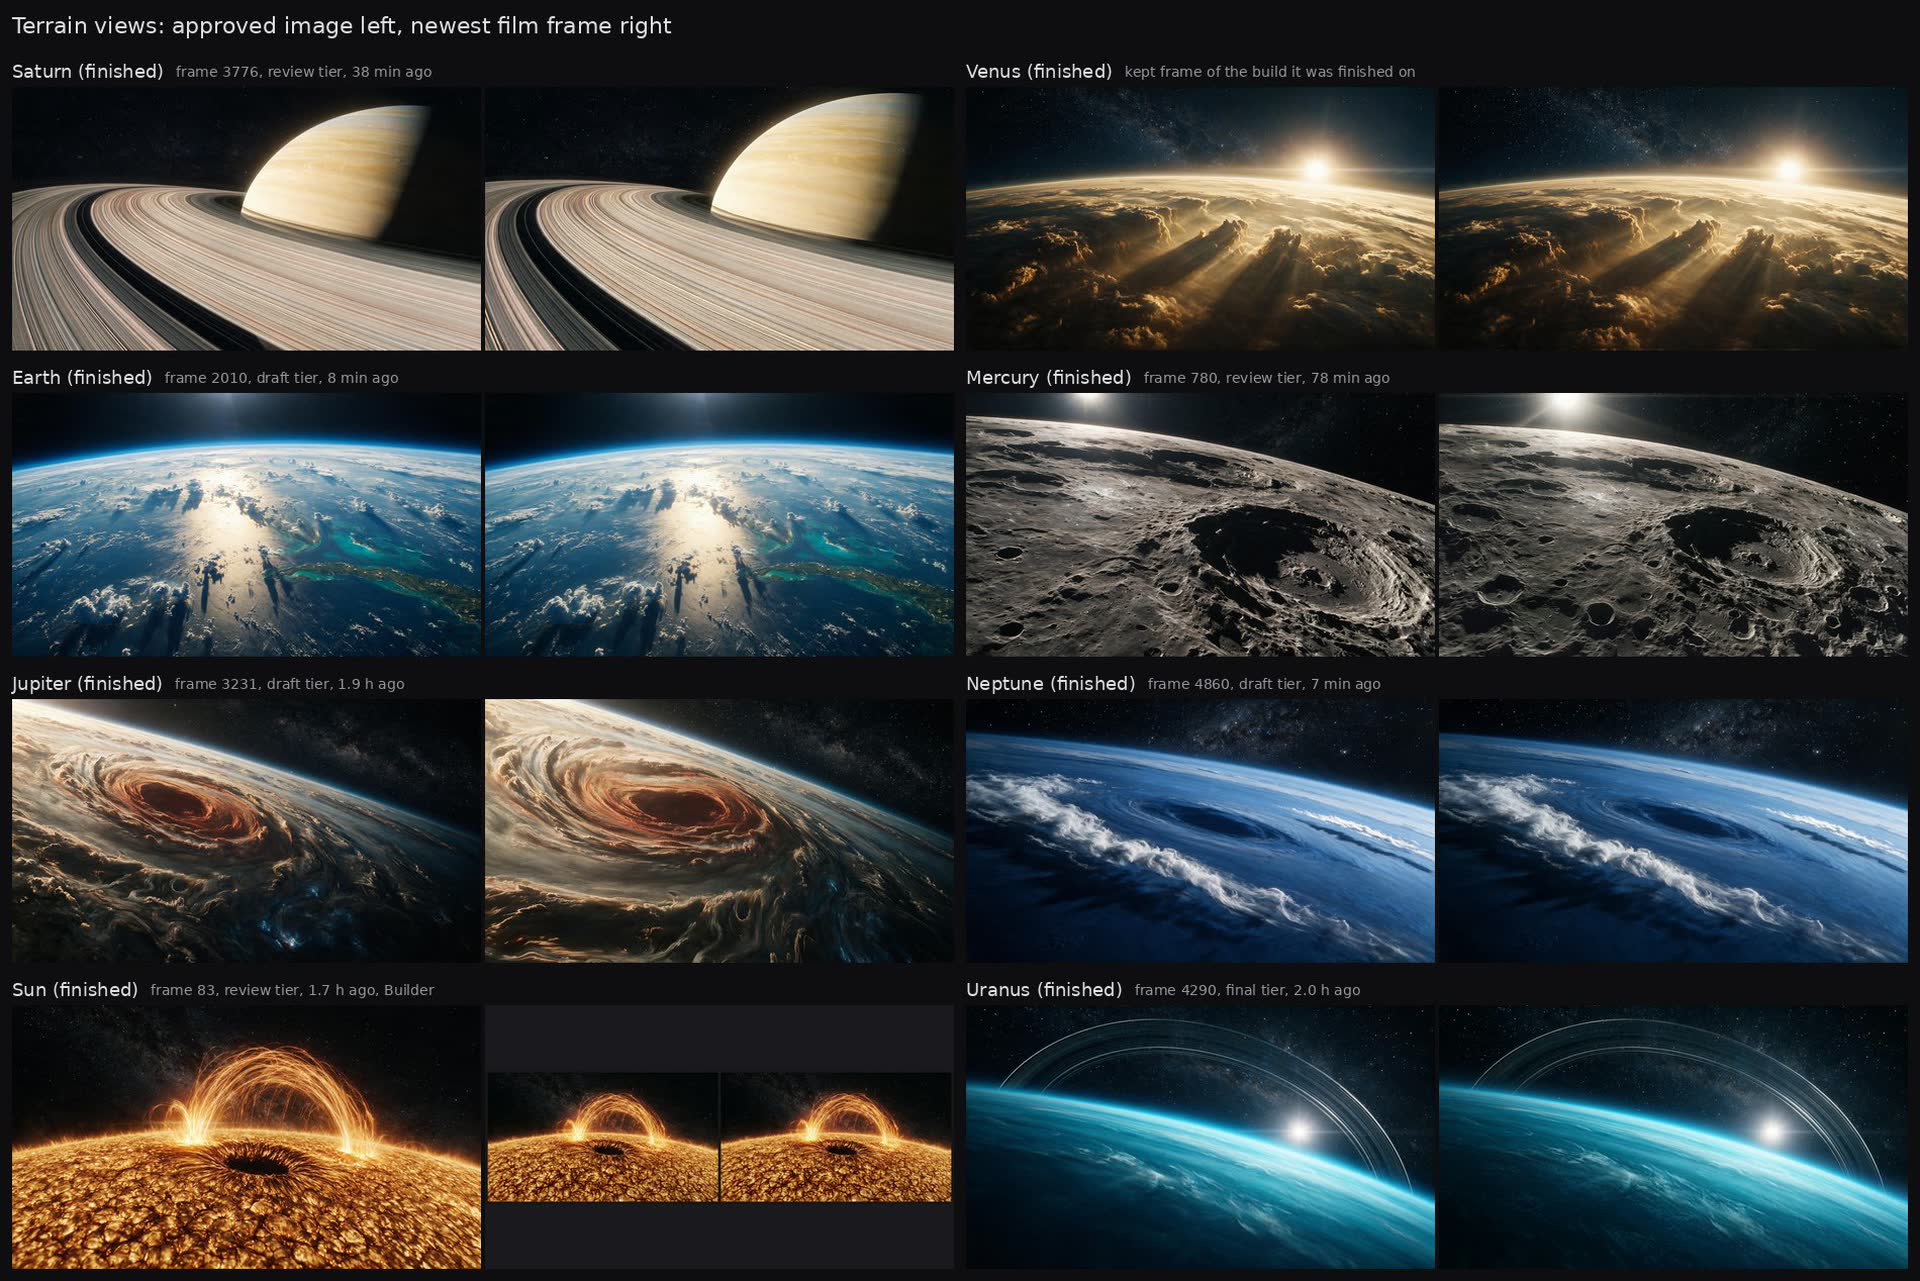 Terrain views: approved image left, newest film frame right
Saturn (finished) frame 3776, review tier, 38 min ago
Venus (finished) kept frame of the build it was finished on
Earth (finished) frame 2010, draft tier, 8 min ago
Mercury (finished) frame 780, review tier, 78 min ago
Jupiter (finished) frame 3231, draft tier, 1.9 h ago
Neptune (finished) frame 4860, draft tier, 7 min ago
Sun (finished) frame 83, review tier, 1.7 h ago, Builder
Uranus (finished) frame 4290, final tier, 2.0 h ago